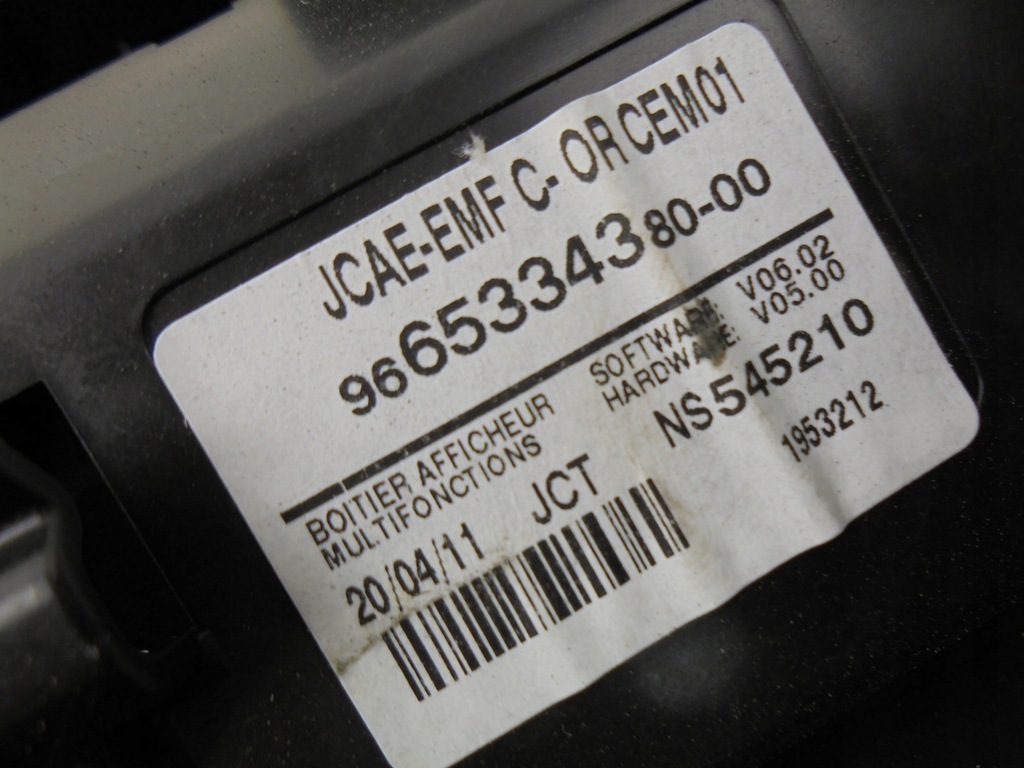 JCAE-EMF C- OR CEM01
9665334380-00
SOFTWARE: V06.02
HARDWARE: V05.00
BOITIER AFFICHEUR
MULTIFONCTIONS
NS545210
20/04/11 JCT
1953212